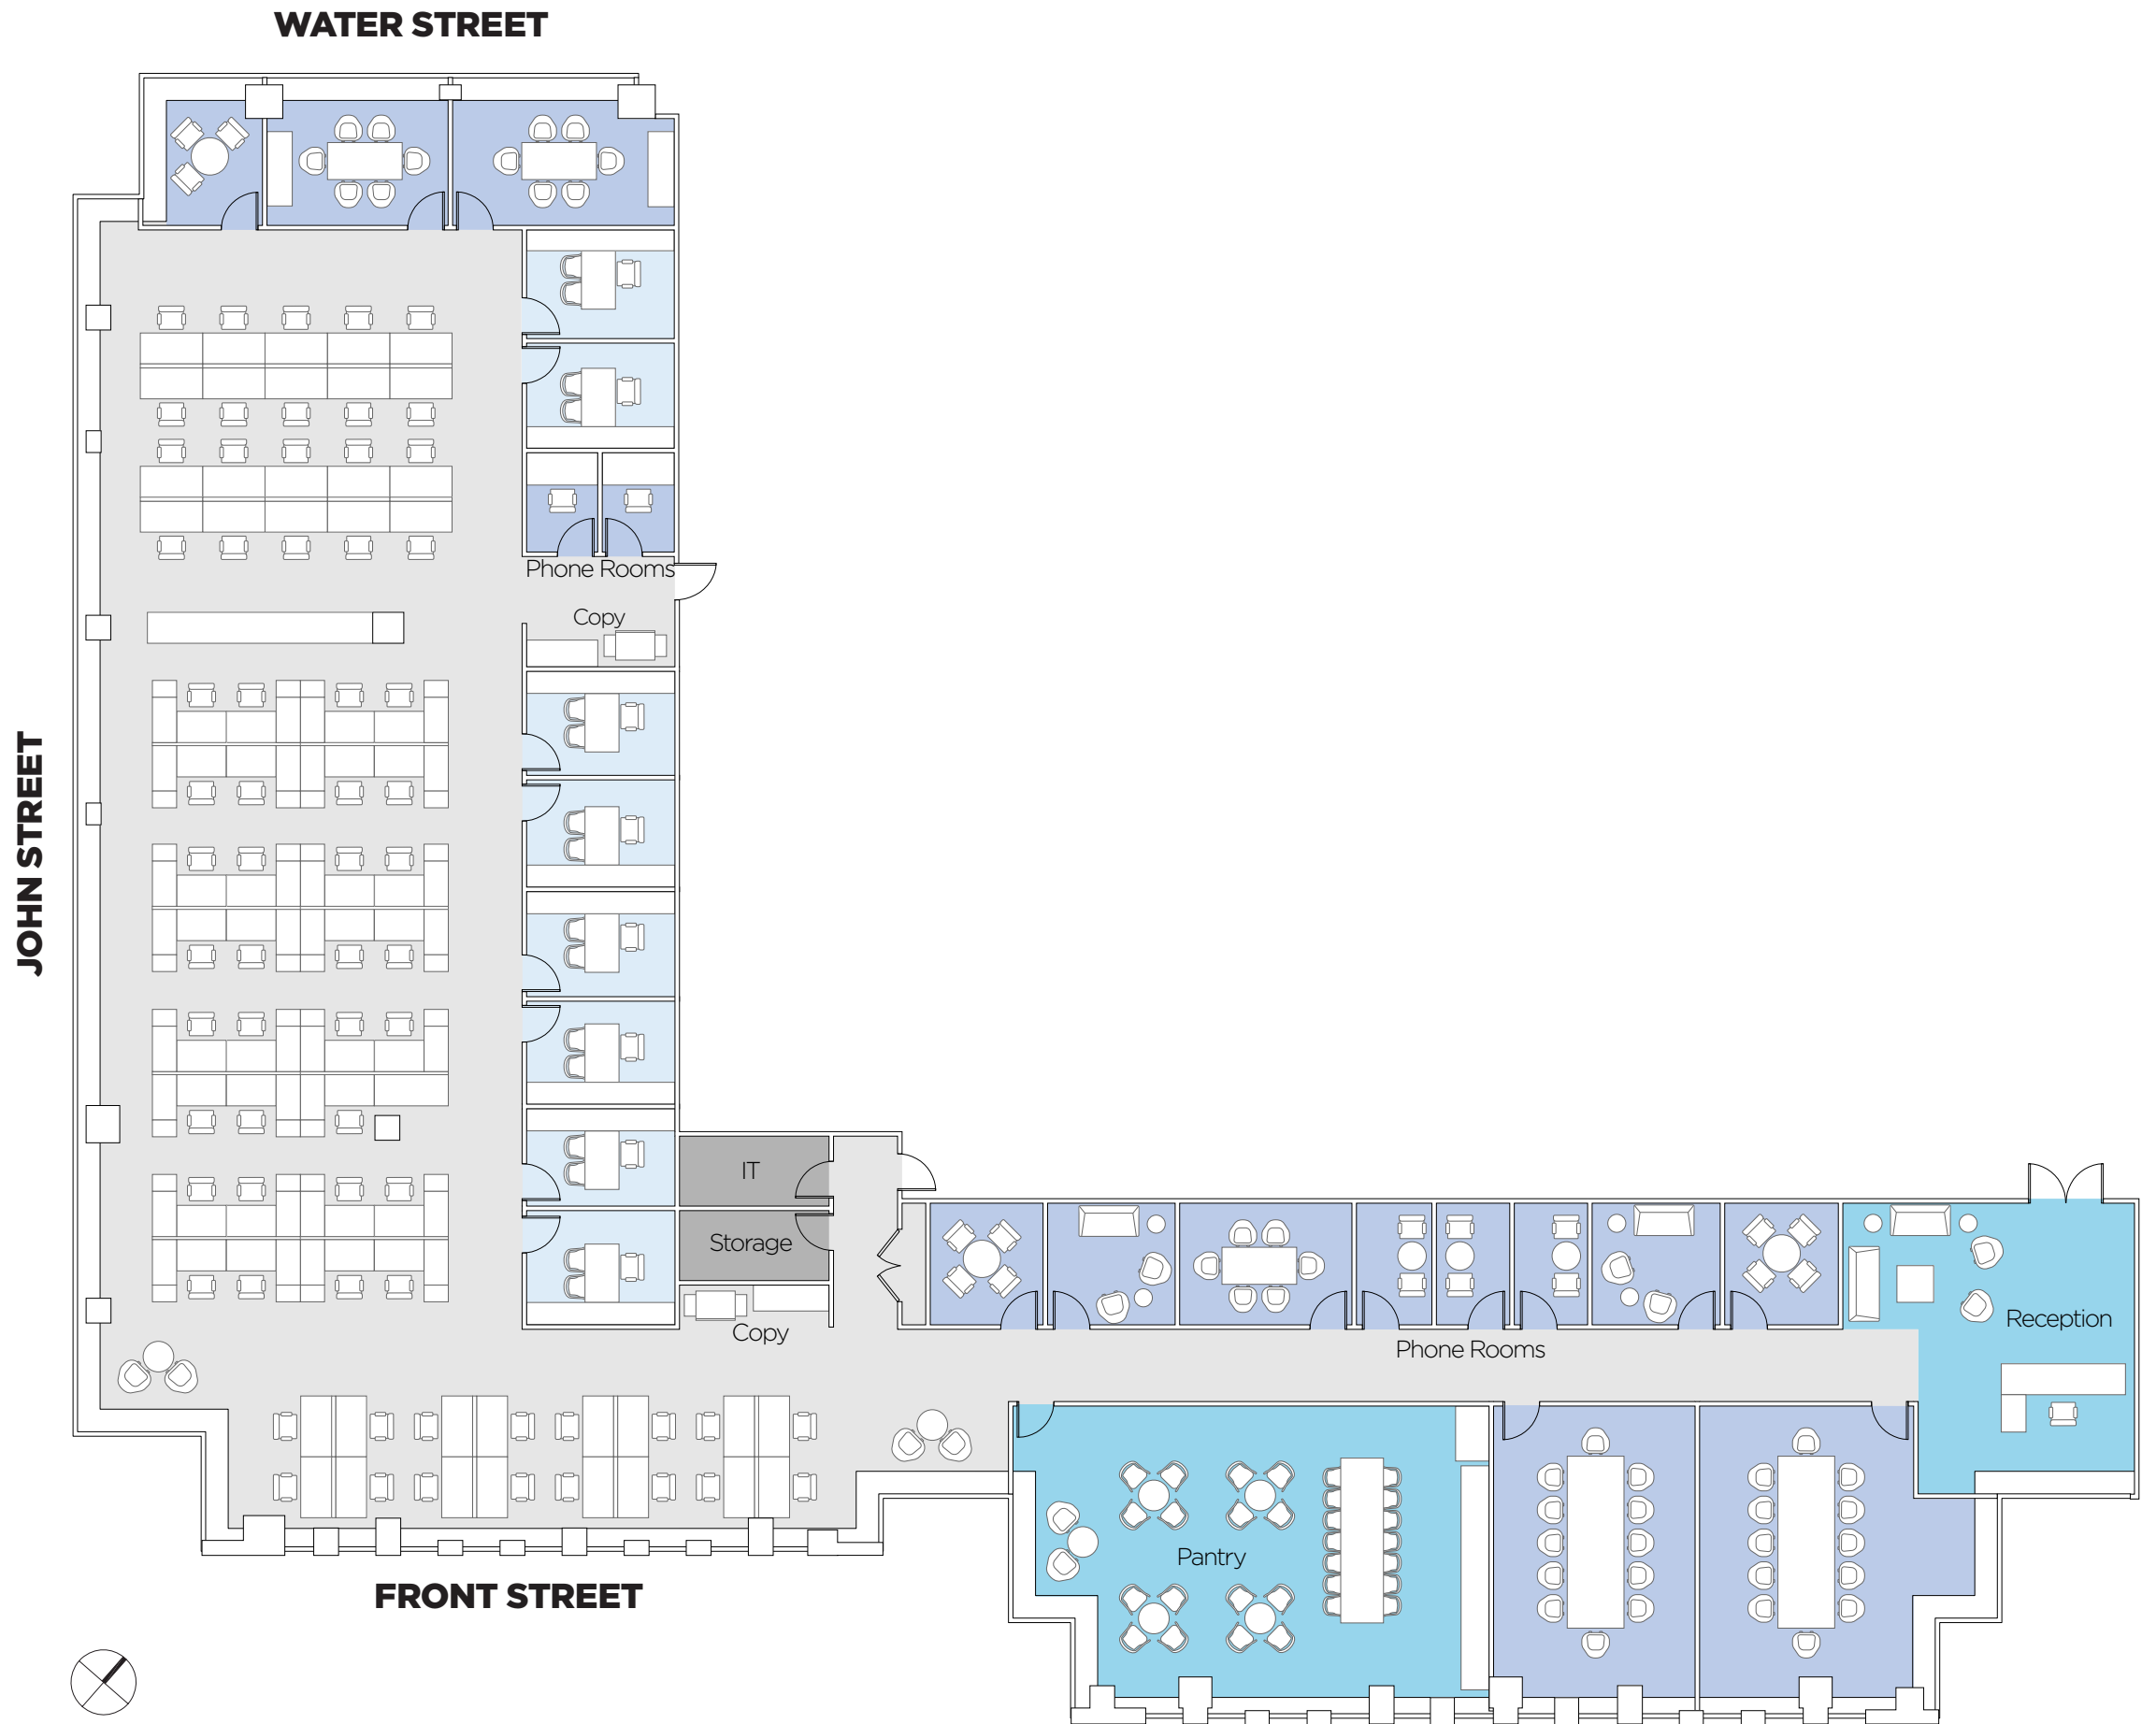 WATER STREET
Phone Rooms
Copy
JOHN STREET
IT
Storage
Copy
Reception
Phone Rooms
Pantry
FRONT STREET